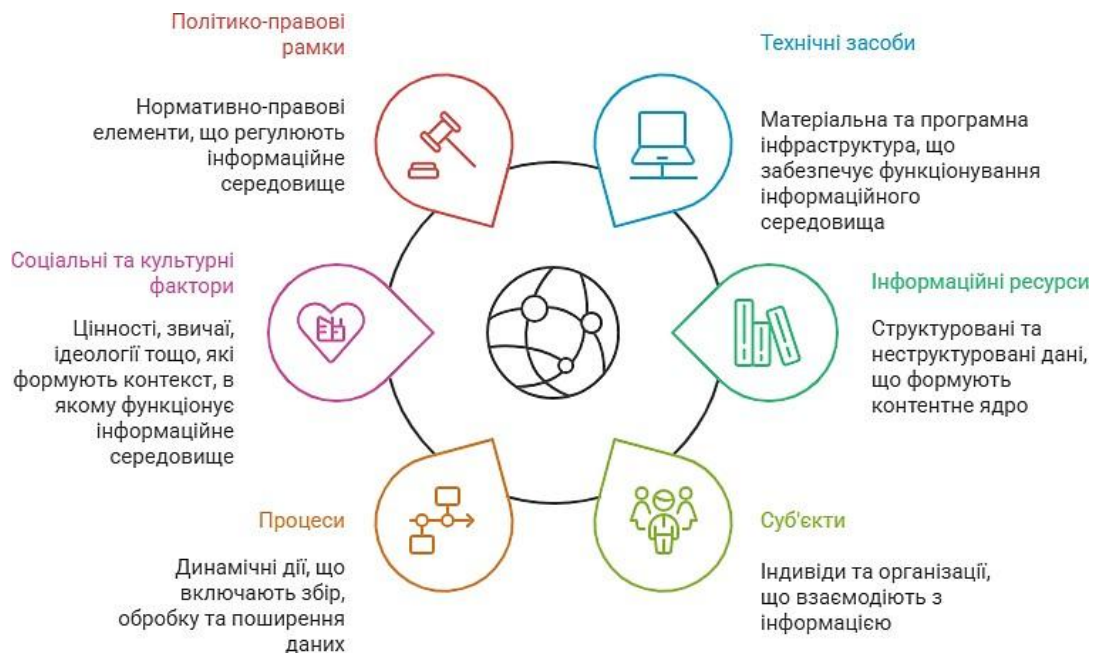 Політико-правові
рамки
Нормативно-правові
елементи, що регулюють
інформаційне
середовище
Технічні засоби
Матеріальна та програмна
інфраструктура, що
забезпечує функціонування
інформаційного
середовища
Соціальні та культурні
фактори
Цінності, звичаї,
ідеології тощо, які
формують контекст, в
якому функціонує
інформаційне
середовище
Інформаційні ресурси
Структуровані та
неструктуровані дані,
що формують
контентне ядро
Процеси
Динамічні дії, що
включають збір,
обробку та поширення
даних
Суб'єкти
Індивіди та організації,
що взаємодіють з
інформацією